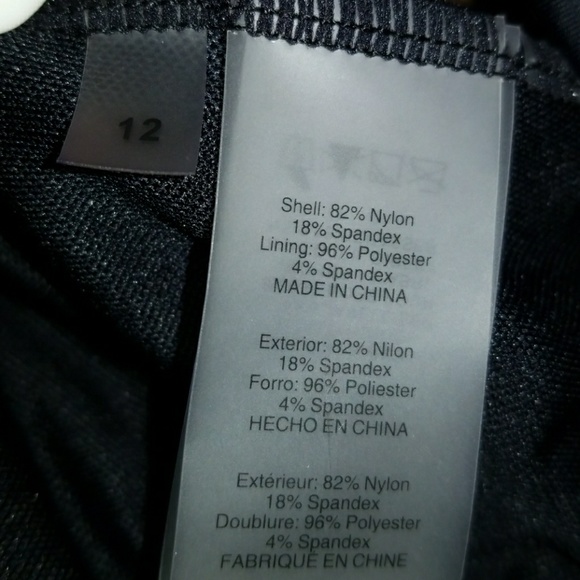 12
Shell: 82% Nylon
18% Spandex
Lining: 96% Polyester
4% Spandex
MADE IN CHINA
Exterior: 82% Nilon
18% Spandex
Forro: 96% Poliester
4% Spandex
HECHO EN CHINA
Extérieur: 82% Nylon
18% Spandex
Doublure: 96% Polyester
4% Spandex
FABRIQUÉ EN CHINE